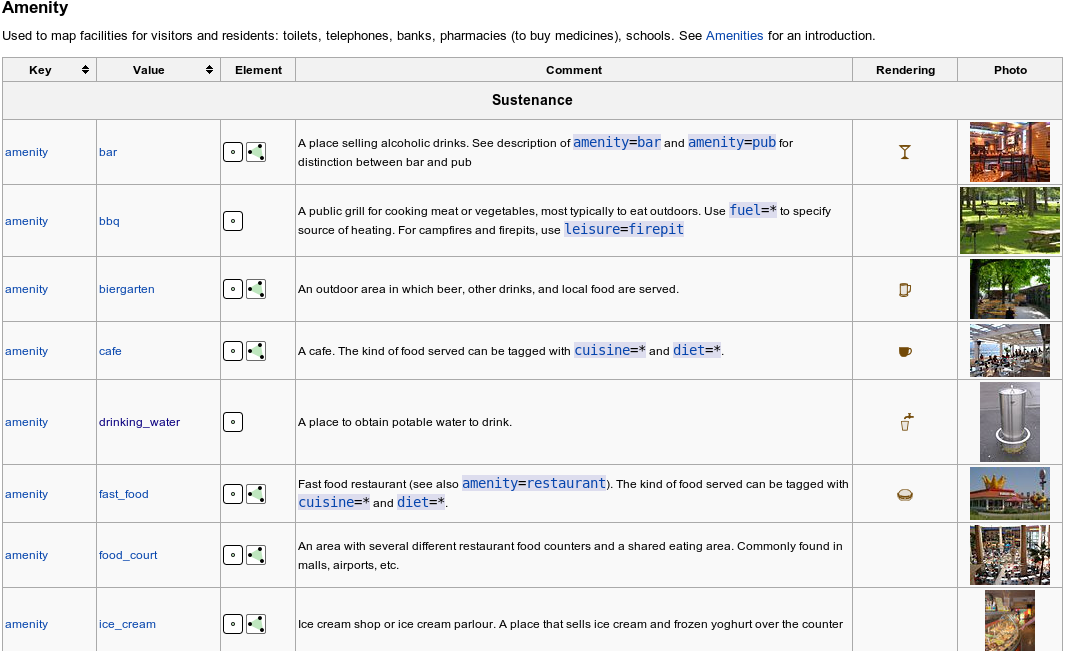 Amenity
Used to map facilities for visitors and residents: toilets, telephones, banks, pharmacies (to buy medicines), schools. See Amenities for an introduction.
Key Value Element Comment Rendering Photo
Sustenance
amenity bar A place selling alcoholic drinks. See description of amenity=bar and amenity=pub for
distinction between bar and pub
amenity bbq A public grill for cooking meat or vegetables, most typically to eat outdoors. Use fuel=* to specify
source of heating. For campfires and firepits, use leisure=firepit
amenity biergarten An outdoor area in which beer, other drinks, and local food are served.
amenity cafe A cafe. The kind of food served can be tagged with cuisine=* and diet=*.
amenity drinking_water A place to obtain potable water to drink.
amenity fast_food Fast food restaurant (see also amenity=restaurant). The kind of food served can be tagged with
cuisine=* and diet=*.
amenity food_court An area with several different restaurant food counters and a shared eating area. Commonly found in
malls, airports, etc.
amenity ice_cream Ice cream shop or ice cream parlour. A place that sells ice cream and frozen yoghurt over the counter